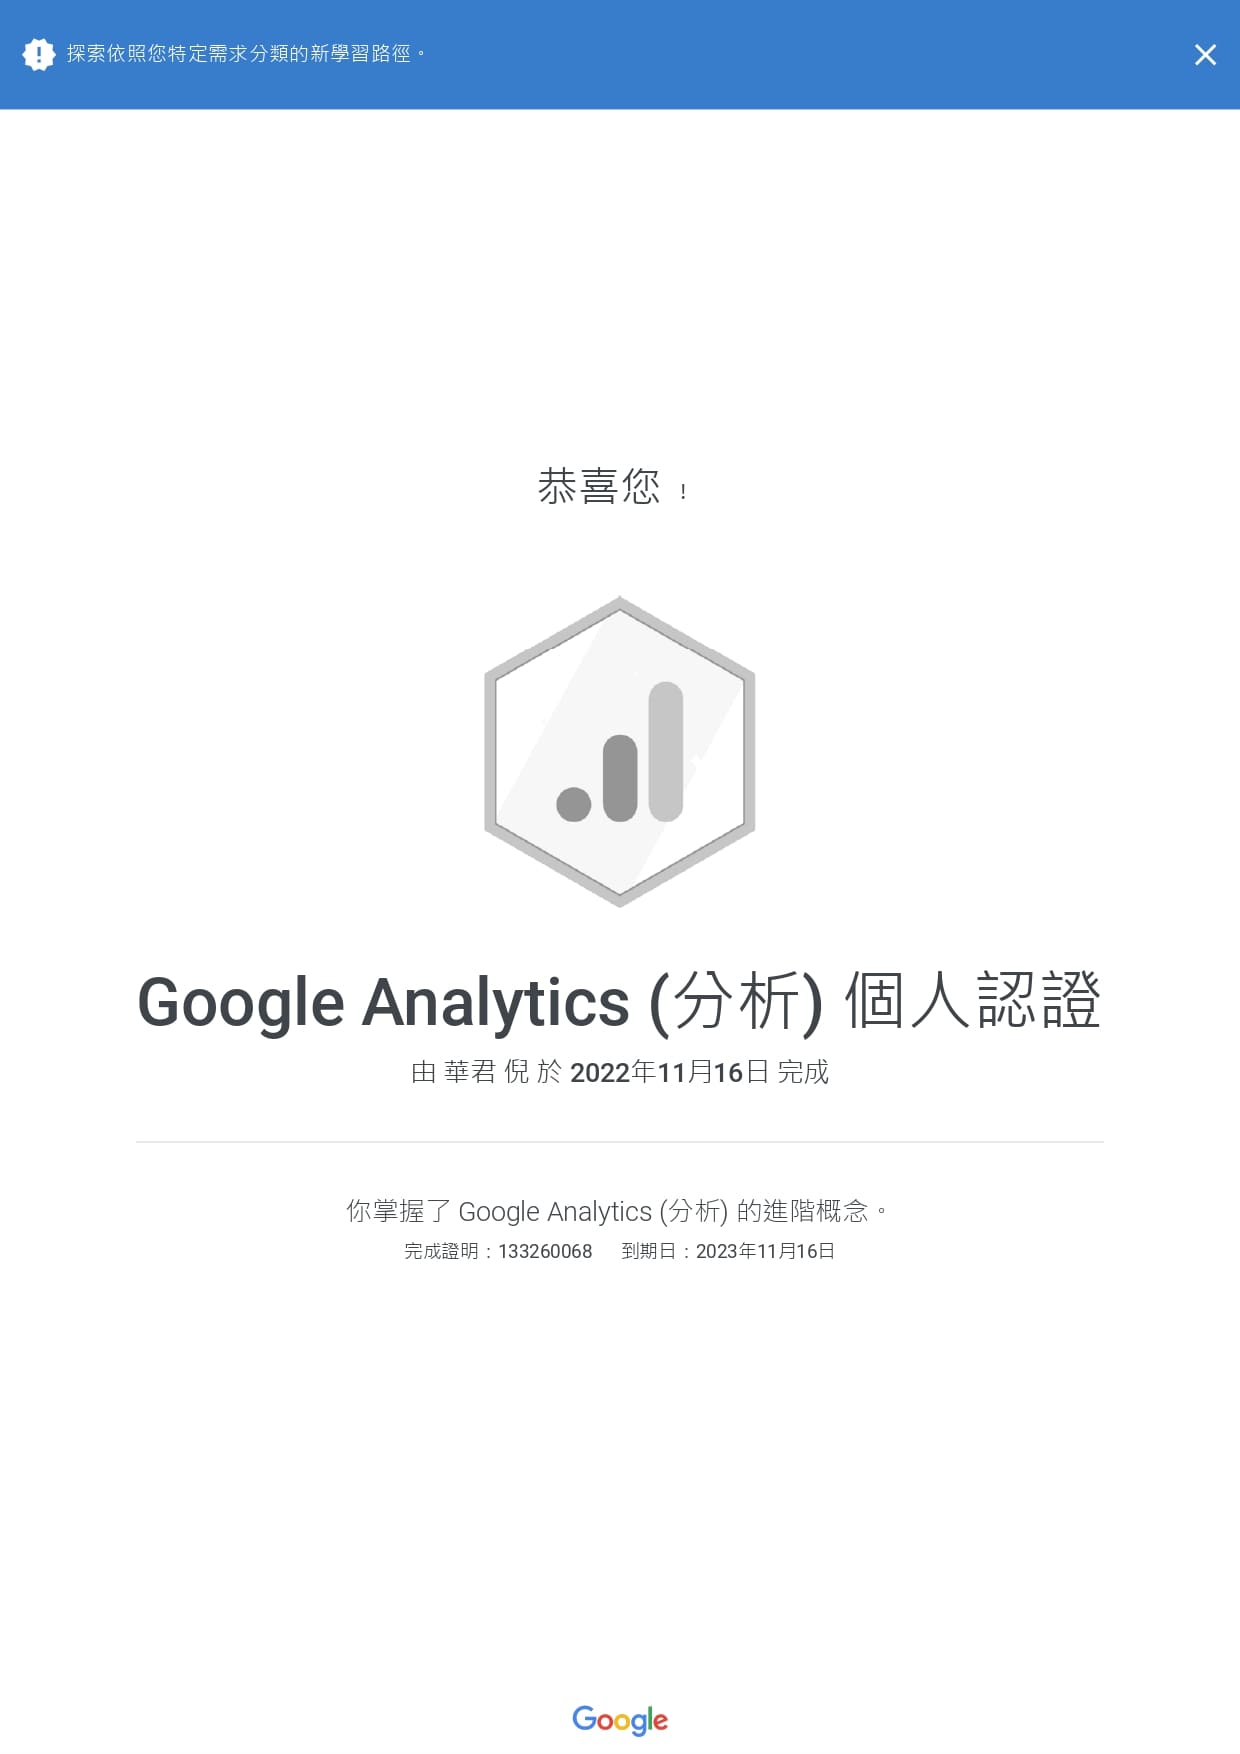 探索依照您特定需求分類的新學習路徑。
恭喜您！
Google Analytics (分析) 個人認證
由 華君 倪 於 2022年11月16日 完成
你掌握了 Google Analytics (分析) 的進階概念。
完成證明：133260068 到期日：2023年11月16日
Google